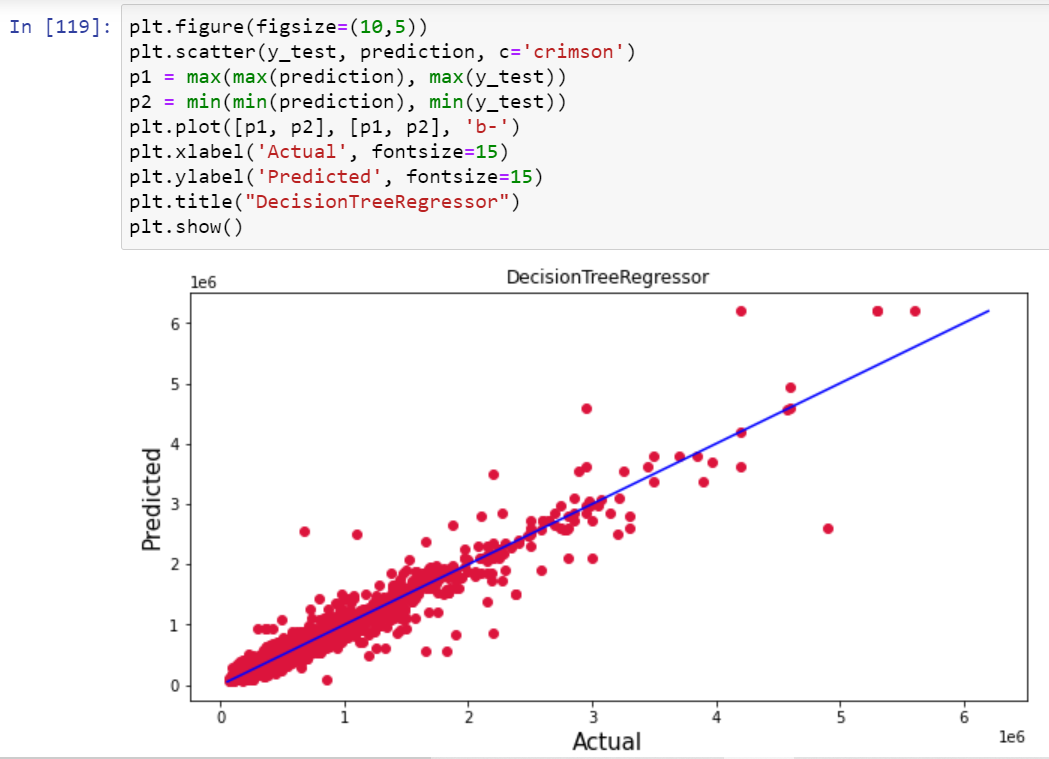 In [119]: plt.figure(figsize=(10,5))
plt.scatter(y_test, prediction, c='crimson')
p1 = max(max(prediction), max(y_test))
p2 = min(min(prediction), min(y_test))
plt.plot([p1, p2], [p1, p2], 'b-')
plt.xlabel('Actual', fontsize=15)
plt.ylabel('Predicted', fontsize=15)
plt.title("DecisionTreeRegressor")
plt.show()
DecisionTreeRegressor
1e6
6
5
4
3
2
1
0
Predicted
0 1 2 3 4 5 6
1e6
Actual